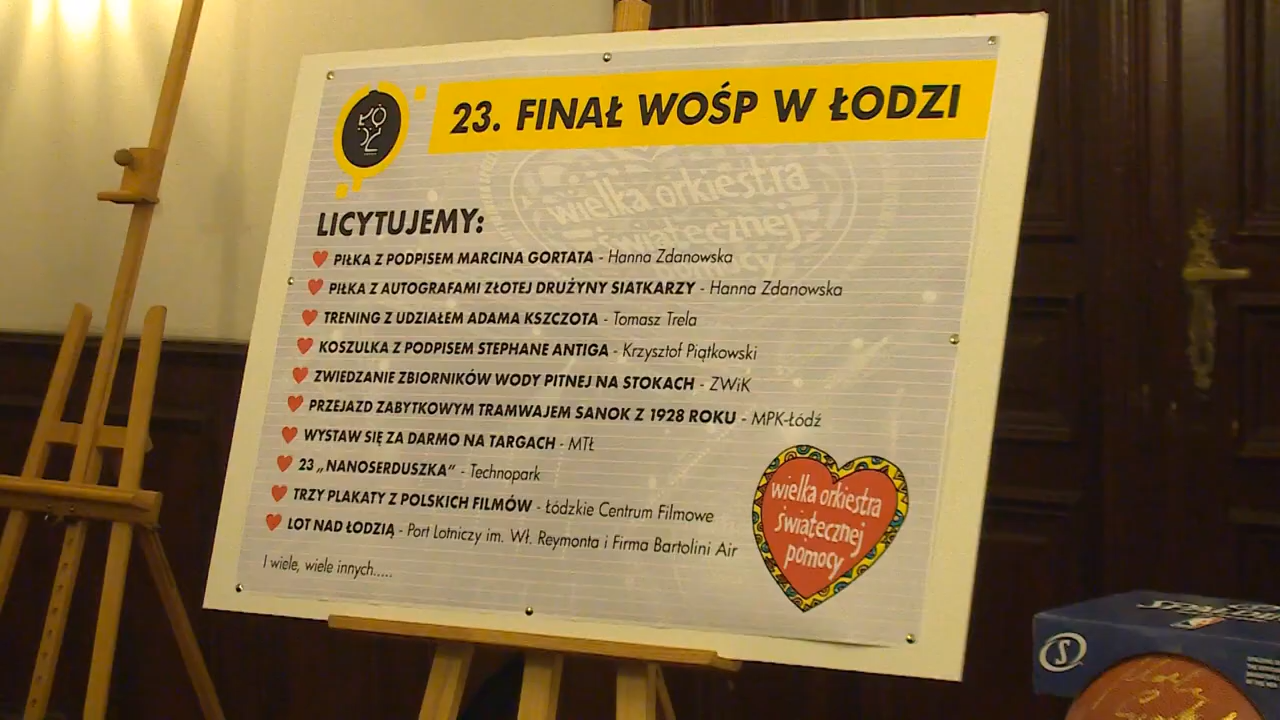 ŁÓDŹ
23. FINAŁ WOŚP W ŁODZI
wielka orkiestra
świątecznej
pomocy
LICYTUJEMY:
PIŁKA Z PODPISEM MARCINA GORTATA - Hanna Zdanowska
PIŁKA Z AUTOGRAFAMI ZŁOTEJ DRUŻYNY SIATKARZY - Hanna Zdanowska
TRENING Z UDZIAŁEM ADAMA KSZCZOTA - Tomasz Trela
KOSZULKA Z PODPISEM STEPHANE ANTIGA - Krzysztof Piątkowski
ZWIEDZANIE ZBIORNIKÓW WODY PITNEJ NA STOKACH - ZWiK
PRZEJAZD ZABYTKOWYM TRAMWAJEM SANOK Z 1928 ROKU - MPK-Łódź
WYSTAW SIĘ ZA DARMO NA TARGACH - MTŁ
23 „NANOSERDUSZKA" - Technopark
TRZY PLAKATY Z POLSKICH FILMÓW - Łódzkie Centrum Filmowe
LOT NAD ŁODZIĄ - Port Lotniczy im. Wł. Reymonta i Firma Bartolini Air
I wiele, wiele innych.....
wielka orkiestra
świątecznej
pomocy